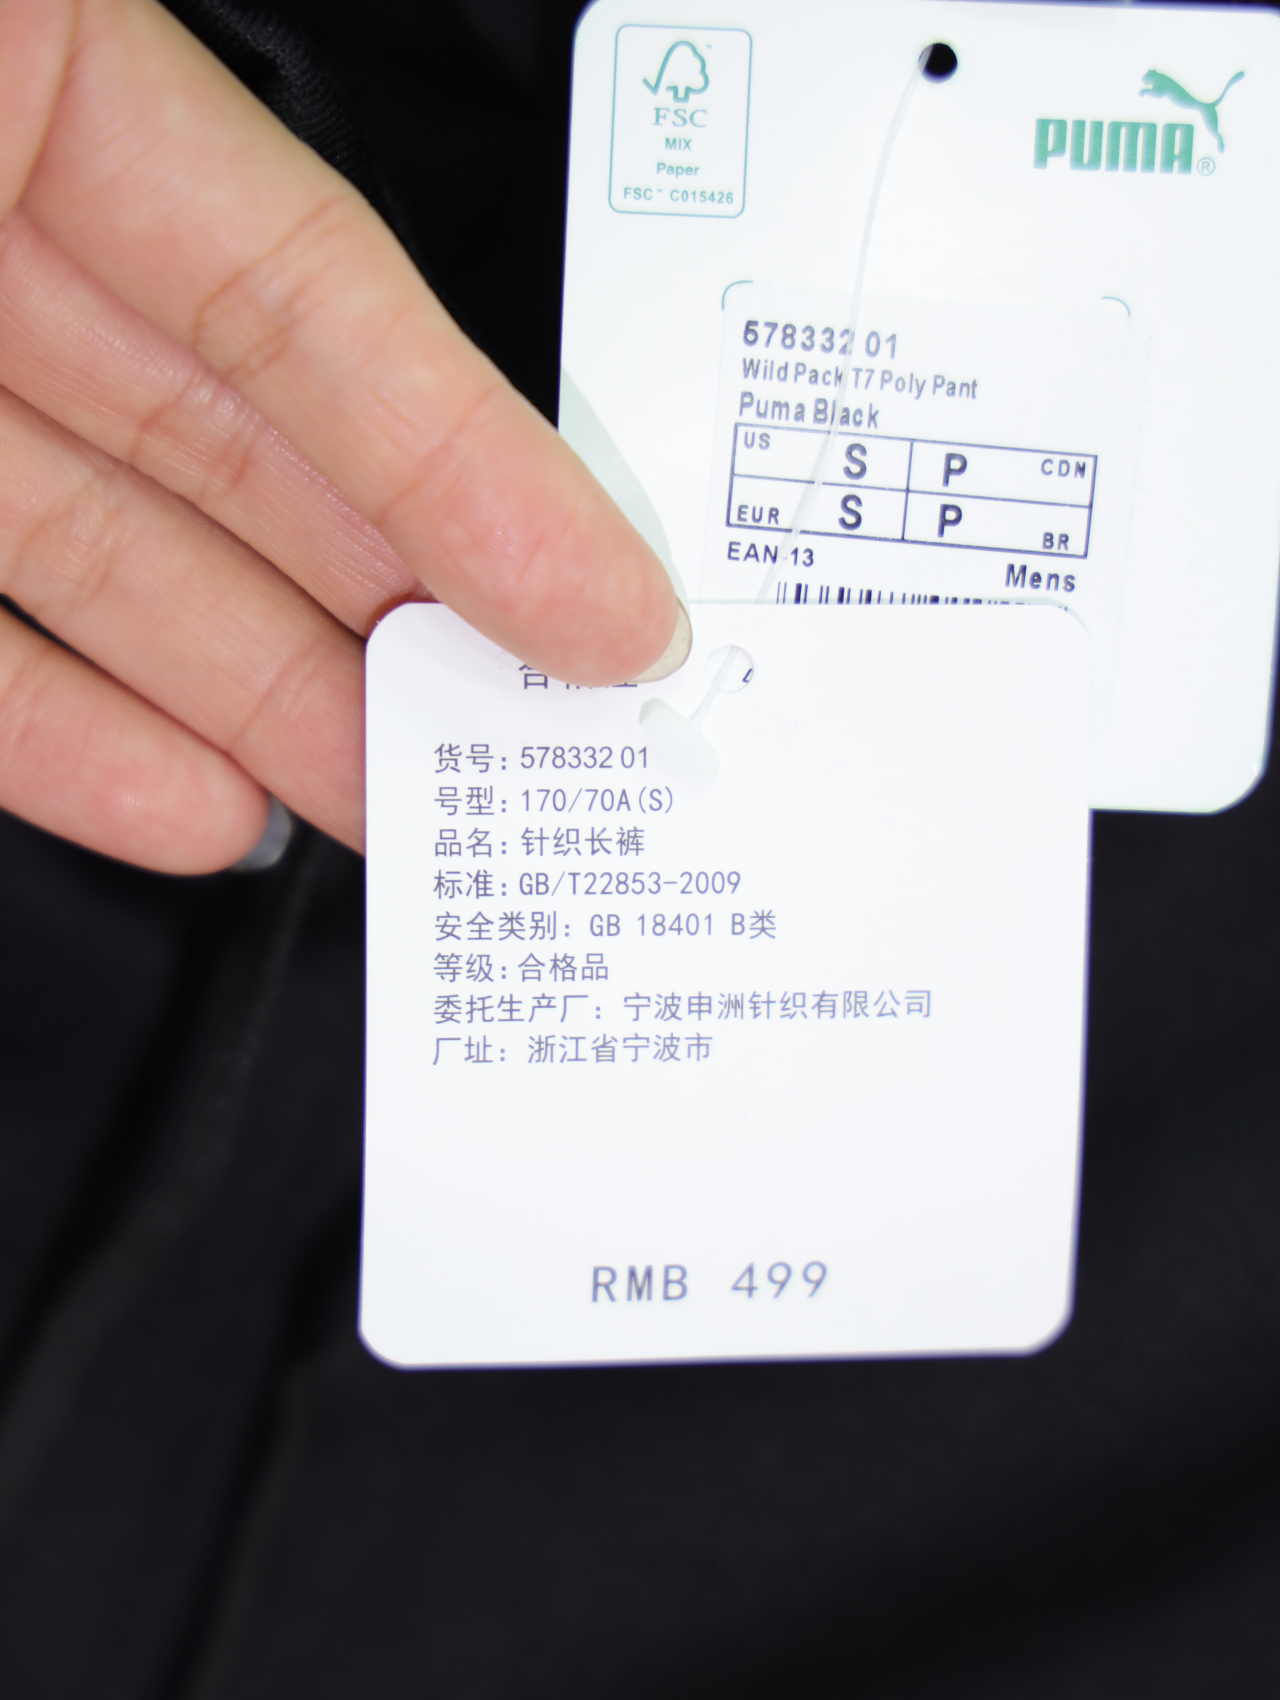 FSC
MIX
Paper
FSC™ C015426
PUMA®
578332 01
Wild Pack T7 Poly Pant
Puma Black
US S P CDN
EUR S P BR
EAN 13
Mens
货号: 578332 01
号型: 170/70A(S)
品名: 针织长裤
标准: GB/T22853-2009
安全类别: GB 18401 B类
等级: 合格品
委托生产厂: 宁波申洲针织有限公司
厂址: 浙江省宁波市
RMB 499